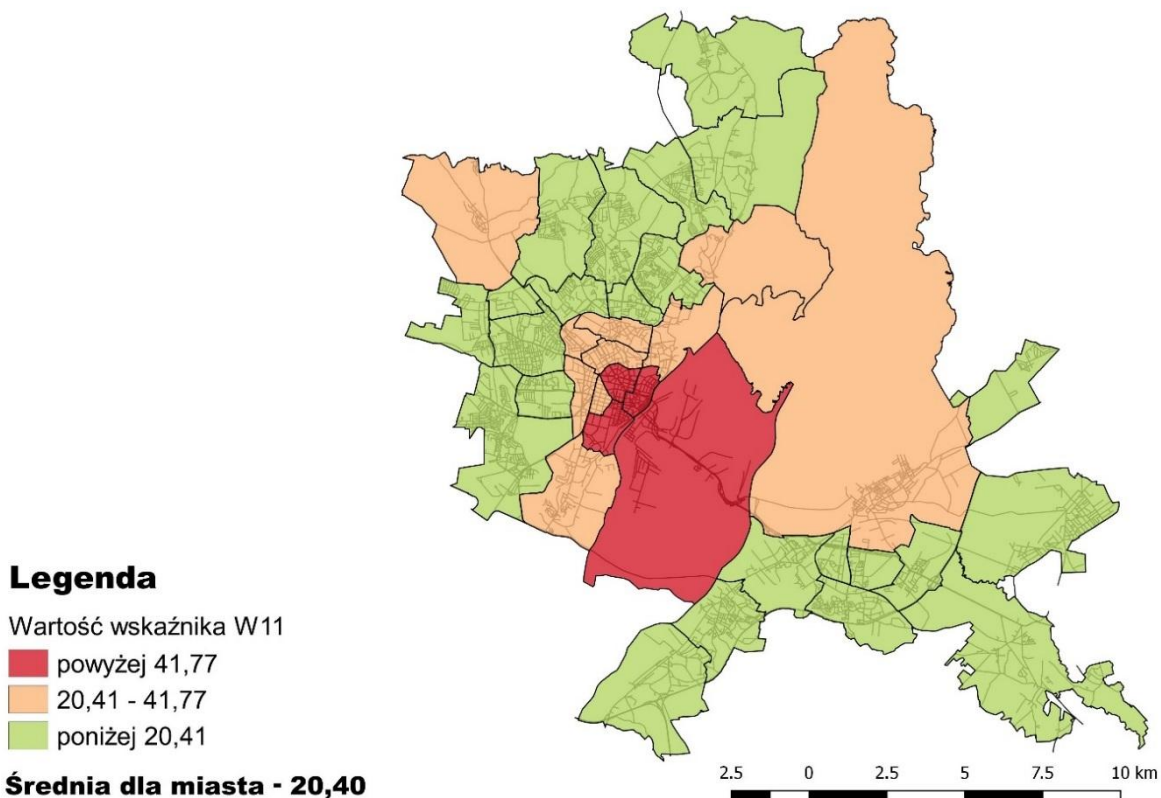 Legenda
Wartość wskaźnika W11
powyżej 41,77
20,41 - 41,77
poniżej 20,41
Średnia dla miasta - 20,40
2.5 0 2.5 5 7.5 10 km